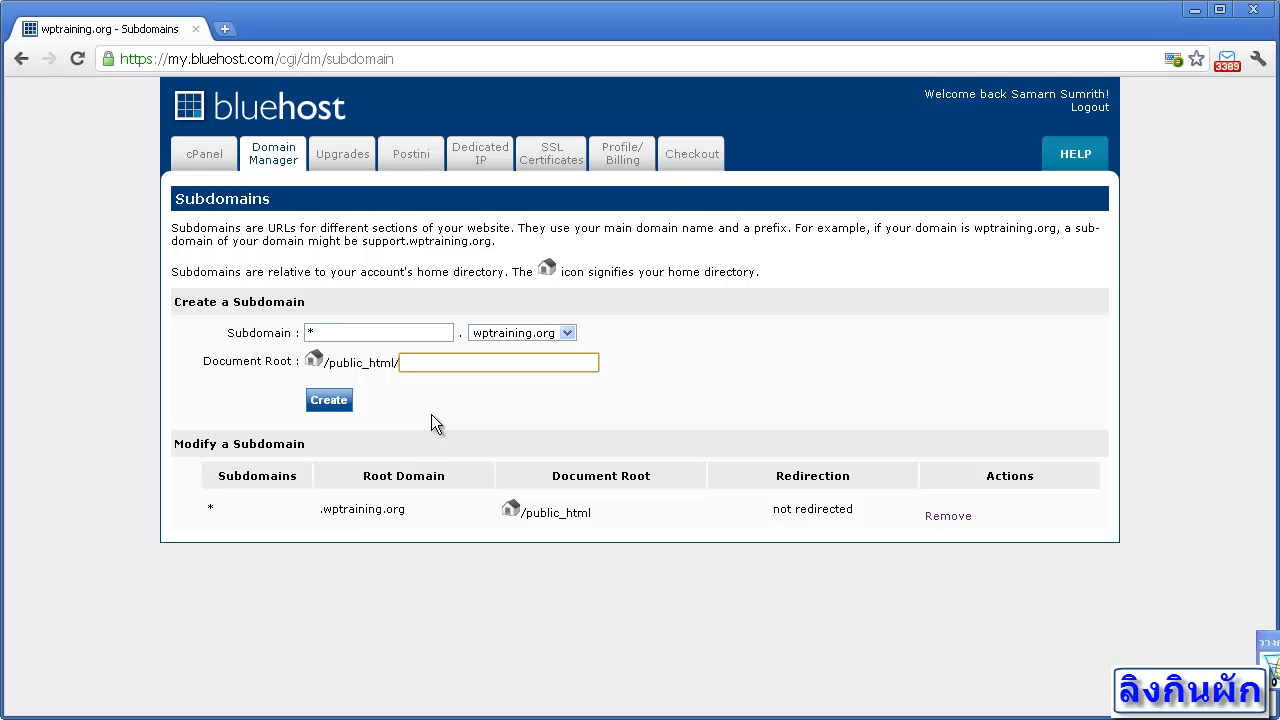 wptraining.org - Subdomains
https://my.bluehost.com/cgi/dm/subdomain
3389
bluehost
Welcome back Samarn Sumrith!
Logout
cPanel
Domain Manager
Upgrades
Postini
Dedicated IP
SSL Certificates
Profile/ Billing
Checkout
HELP
Subdomains
Subdomains are URLs for different sections of your website. They use your main domain name and a prefix. For example, if your domain is wptraining.org, a sub-
domain of your domain might be support.wptraining.org.
Subdomains are relative to your account's home directory. The icon signifies your home directory.
Create a Subdomain
Subdomain : * . wptraining.org
Document Root : /public_html/
Create
Modify a Subdomain
Subdomains Root Domain Document Root Redirection Actions
* .wptraining.org /public_html not redirected Remove
ลิงกินผัก